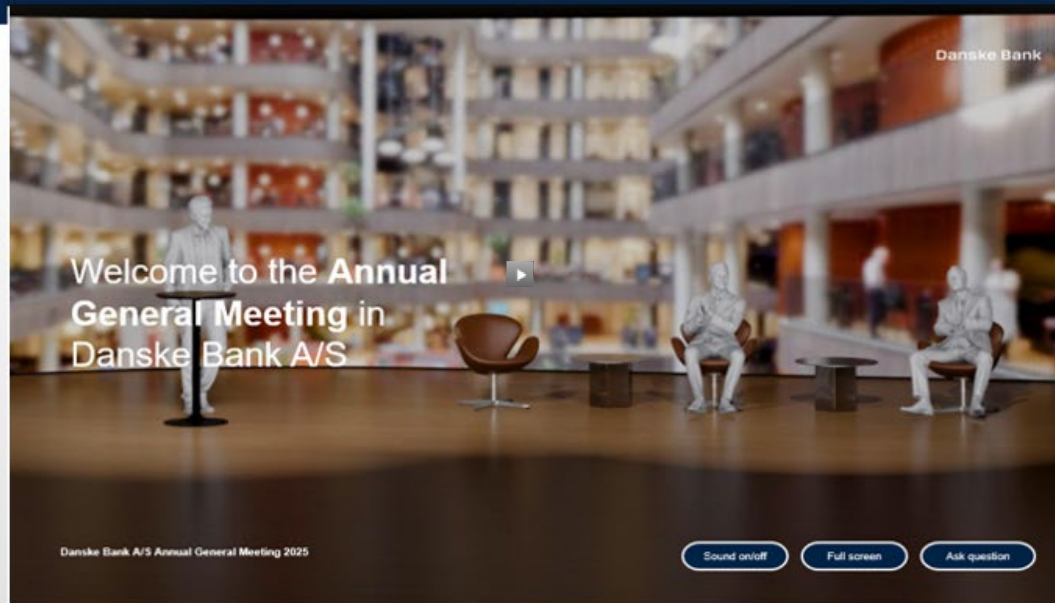 Danske Bank
Welcome to the Annual
General Meeting in
Danske Bank A/S
Danske Bank A/S Annual General Meeting 2025
Sound on/off
Full screen
Ask question